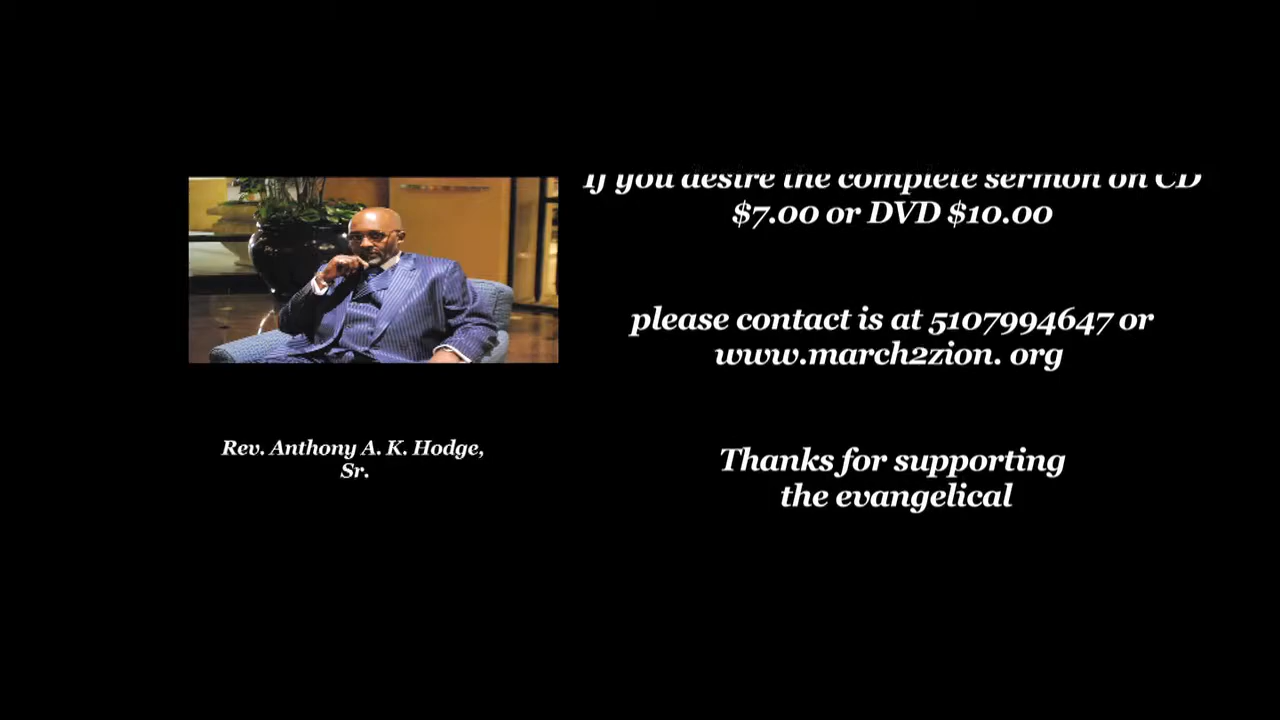 If you desire the complete sermon on CD
$7.00 or DVD $10.00
please contact is at 5107994647 or
www.march2zion. org
Rev. Anthony A. K. Hodge,
Sr.
Thanks for supporting
the evangelical